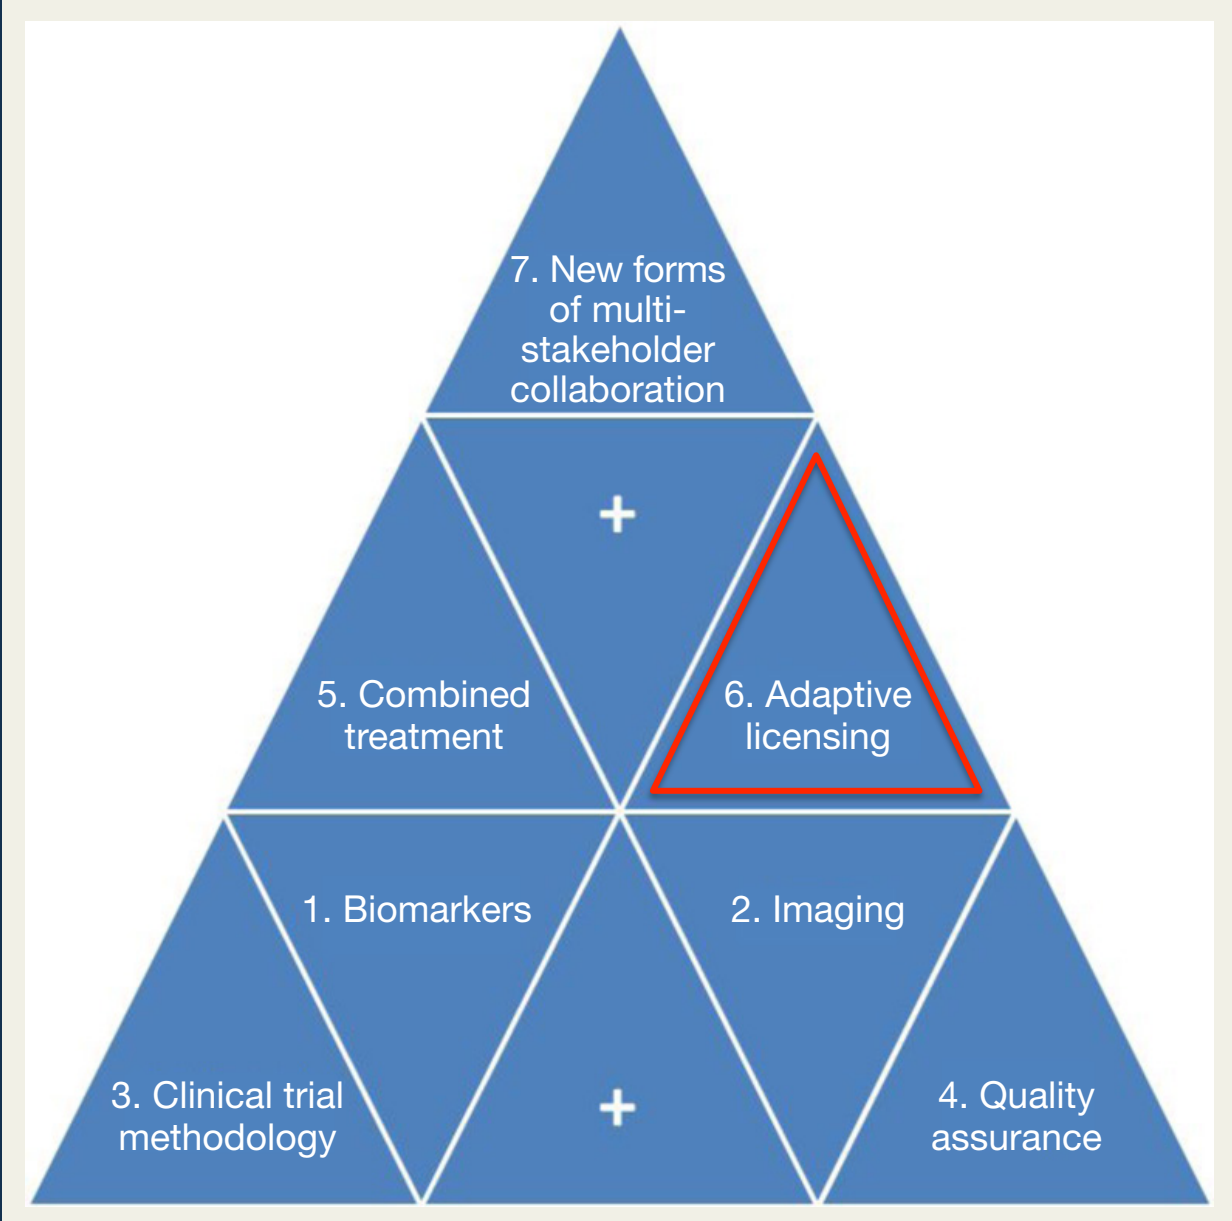 7. New forms
of multi-
stakeholder
collaboration
+
5. Combined
treatment
6. Adaptive
licensing
1. Biomarkers
2. Imaging
3. Clinical trial
methodology
+
4. Quality
assurance